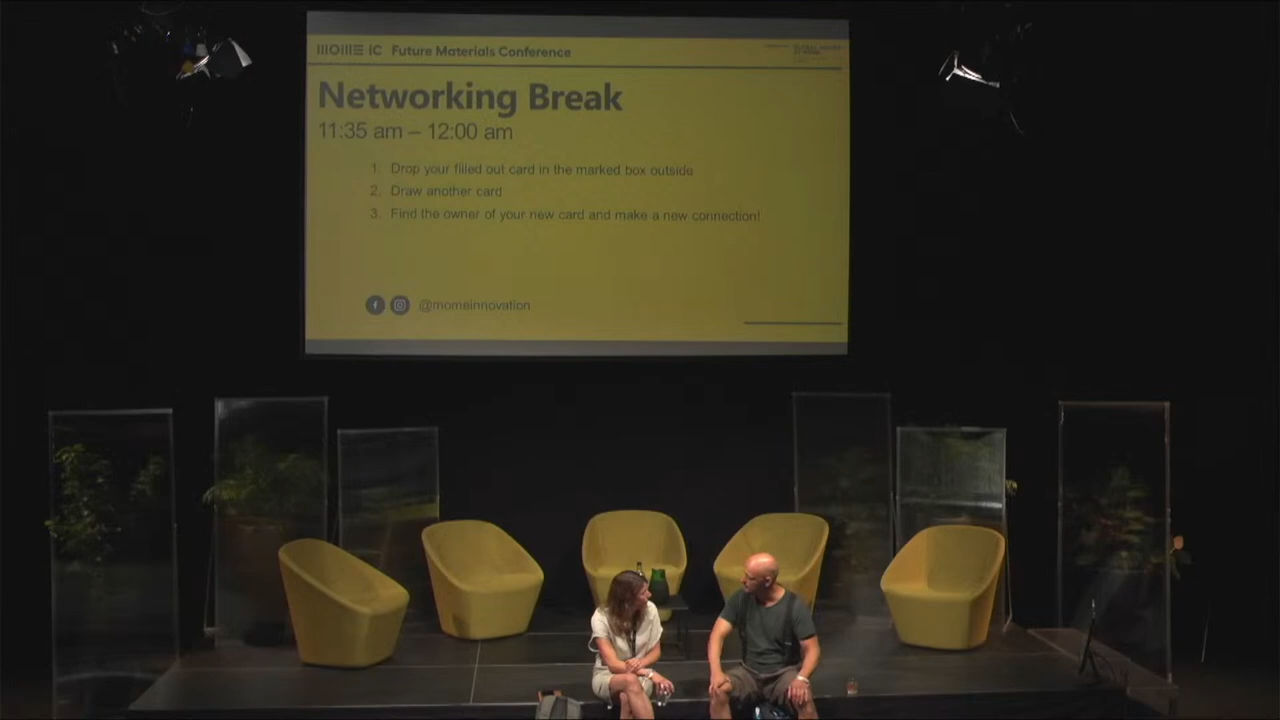 MOME iC Future Materials Conference
Networking Break
11:35 am – 12:00 am
1. Drop your filled out card in the marked box outside
2. Draw another card
3. Find the owner of your new card and make a new connection!
@momeinnovation